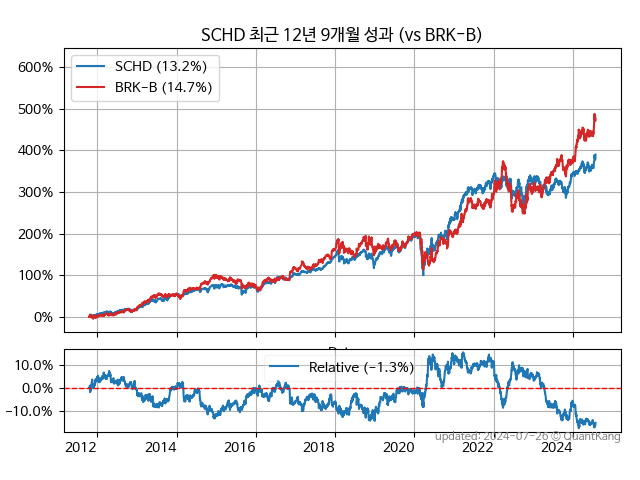 SCHD 최근 12년 9개월 성과 (vs BRK-B)
SCHD (13.2%)
BRK-B (14.7%)
600%
500%
400%
300%
200%
100%
0%
10.0%
0.0%
−10.0%
Relative (−1.3%)
2012 2014 2016 2018 2020 2022 2024
updated: 2024-07-26 © QuantKang